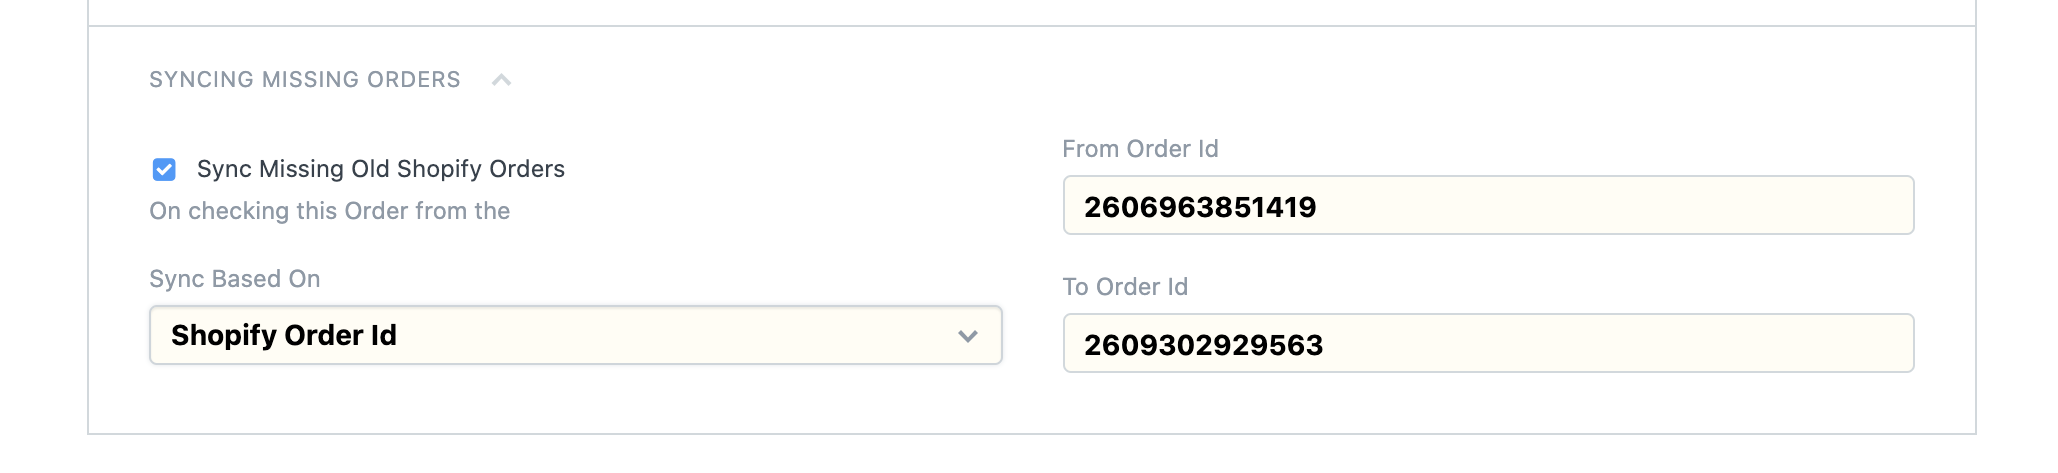 SYNCING MISSING ORDERS
Sync Missing Old Shopify Orders
On checking this Order from the
Sync Based On
Shopify Order Id
From Order Id
2606963851419
To Order Id
2609302929563